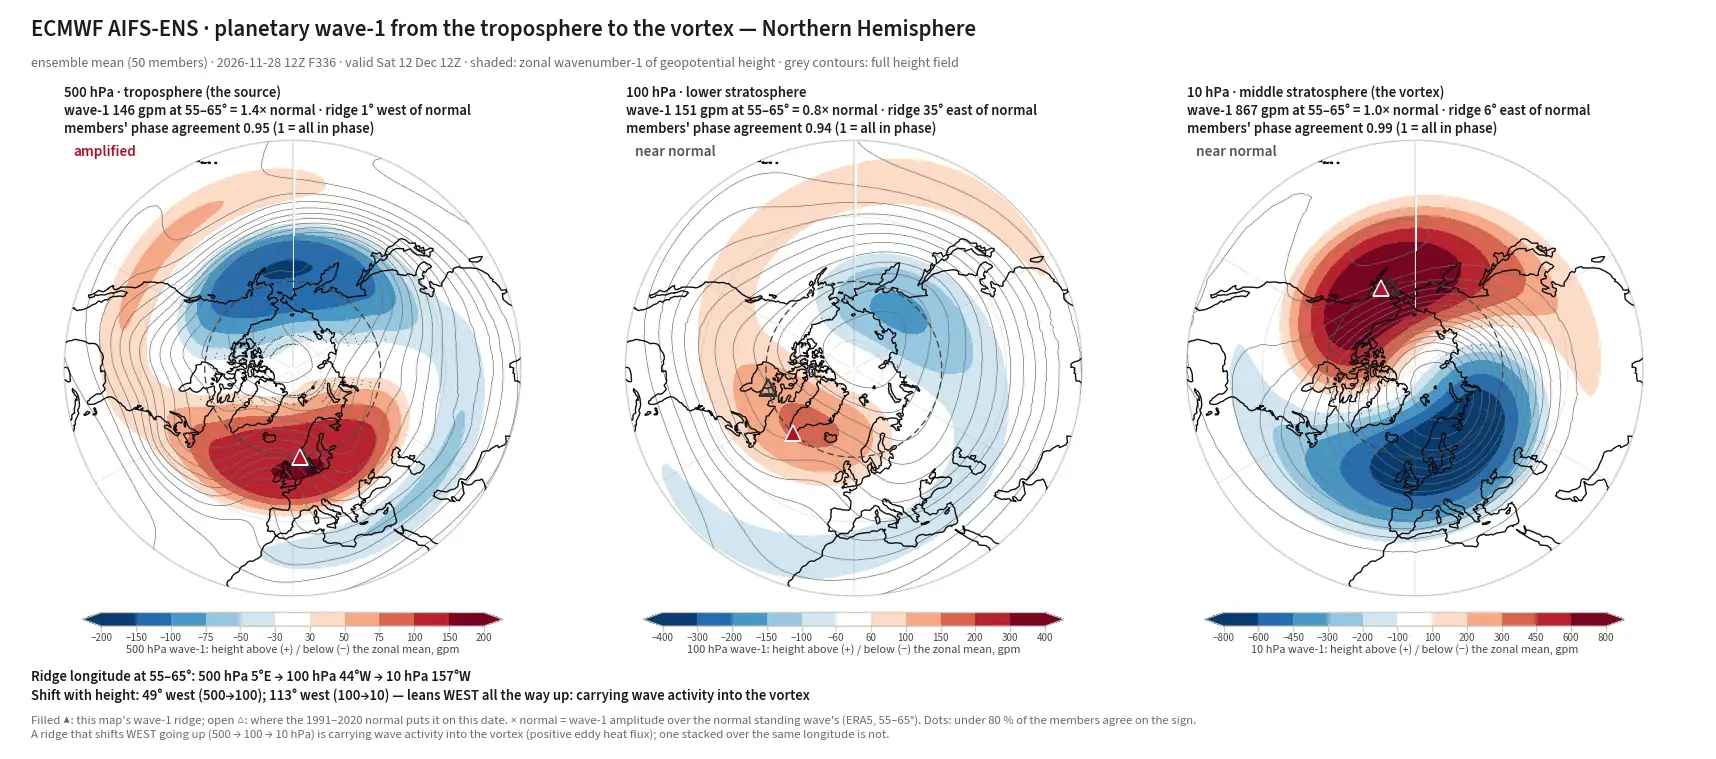 ECMWF AIFS-ENS · planetary wave-1 from the troposphere to the vortex — Northern Hemisphere
ensemble mean (50 members) · 2026-11-28 12Z F336 · valid Sat 12 Dec 12Z · shaded: zonal wavenumber-1 of geopotential height · grey contours: full height field
500 hPa · troposphere (the source)
wave-1 146 gpm at 55–65° = 1.4× normal · ridge 1° west of normal
members' phase agreement 0.95 (1 = all in phase)
amplified
100 hPa · lower stratosphere
wave-1 151 gpm at 55–65° = 0.8× normal · ridge 35° east of normal
members' phase agreement 0.94 (1 = all in phase)
near normal
10 hPa · middle stratosphere (the vortex)
wave-1 867 gpm at 55–65° = 1.0× normal · ridge 6° east of normal
members' phase agreement 0.99 (1 = all in phase)
near normal
−200 −150 −100 −75 −50 −30 30 50 75 100 150 200
500 hPa wave-1: height above (+) / below (−) the zonal mean, gpm
−400 −300 −200 −150 −100 −60 60 100 150 200 300 400
100 hPa wave-1: height above (+) / below (−) the zonal mean, gpm
−800 −600 −450 −300 −200 −100 100 200 300 450 600 800
10 hPa wave-1: height above (+) / below (−) the zonal mean, gpm
Ridge longitude at 55–65°: 500 hPa 5°E → 100 hPa 44°W → 10 hPa 157°W
Shift with height: 49° west (500→100); 113° west (100→10) — leans WEST all the way up: carrying wave activity into the vortex
Filled ▲: this map's wave-1 ridge; open △: where the 1991–2020 normal puts it on this date. × normal = wave-1 amplitude over the normal standing wave's (ERA5, 55–65°). Dots: under 80 % of the members agree on the sign.
A ridge that shifts WEST going up (500 → 100 → 10 hPa) is carrying wave activity into the vortex (positive eddy heat flux); one stacked over the same longitude is not.